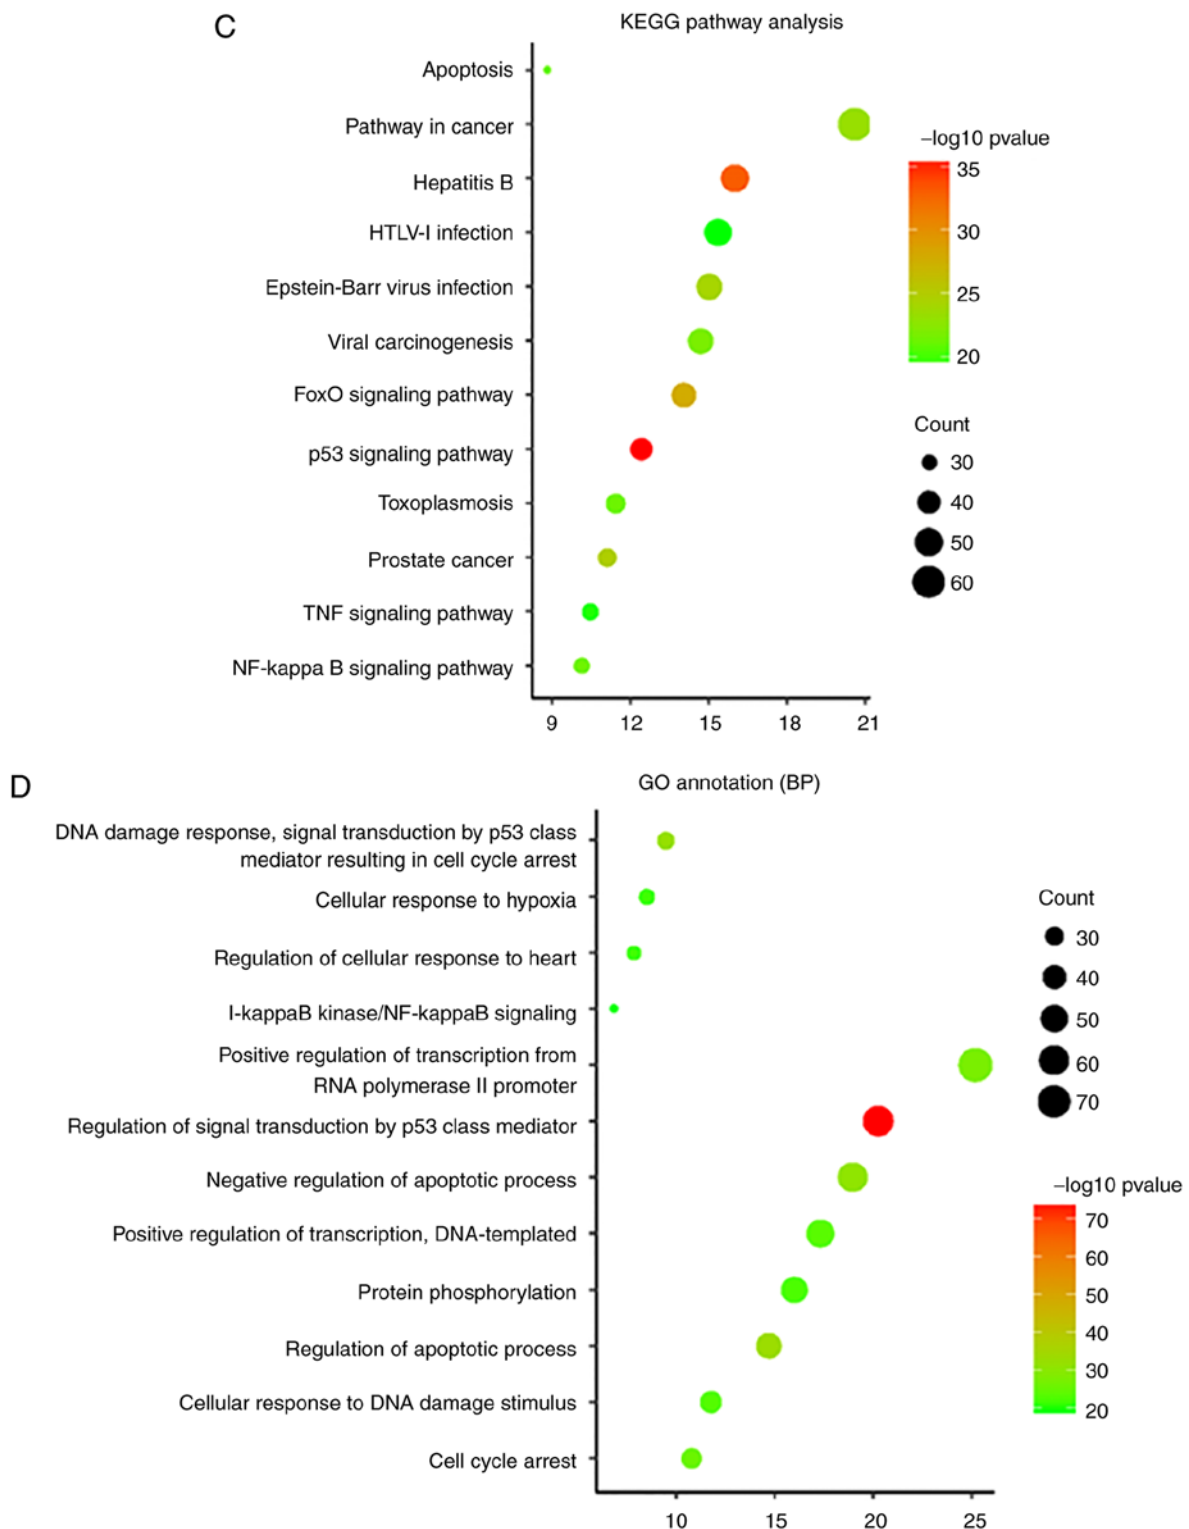 C
KEGG pathway analysis
Apoptosis
Pathway in cancer
Hepatitis B
HTLV-I infection
Epstein-Barr virus infection
Viral carcinogenesis
FoxO signaling pathway
p53 signaling pathway
Toxoplasmosis
Prostate cancer
TNF signaling pathway
NF-kappa B signaling pathway
9 12 15 18 21
−log10 pvalue
35
30
25
20
Count
30
40
50
60
D
GO annotation (BP)
DNA damage response, signal transduction by p53 class
mediator resulting in cell cycle arrest
Cellular response to hypoxia
Regulation of cellular response to heart
I-kappaB kinase/NF-kappaB signaling
Positive regulation of transcription from
RNA polymerase II promoter
Regulation of signal transduction by p53 class mediator
Negative regulation of apoptotic process
Positive regulation of transcription, DNA-templated
Protein phosphorylation
Regulation of apoptotic process
Cellular response to DNA damage stimulus
Cell cycle arrest
10 15 20 25
Count
30
40
50
60
70
−log10 pvalue
70
60
50
40
30
20